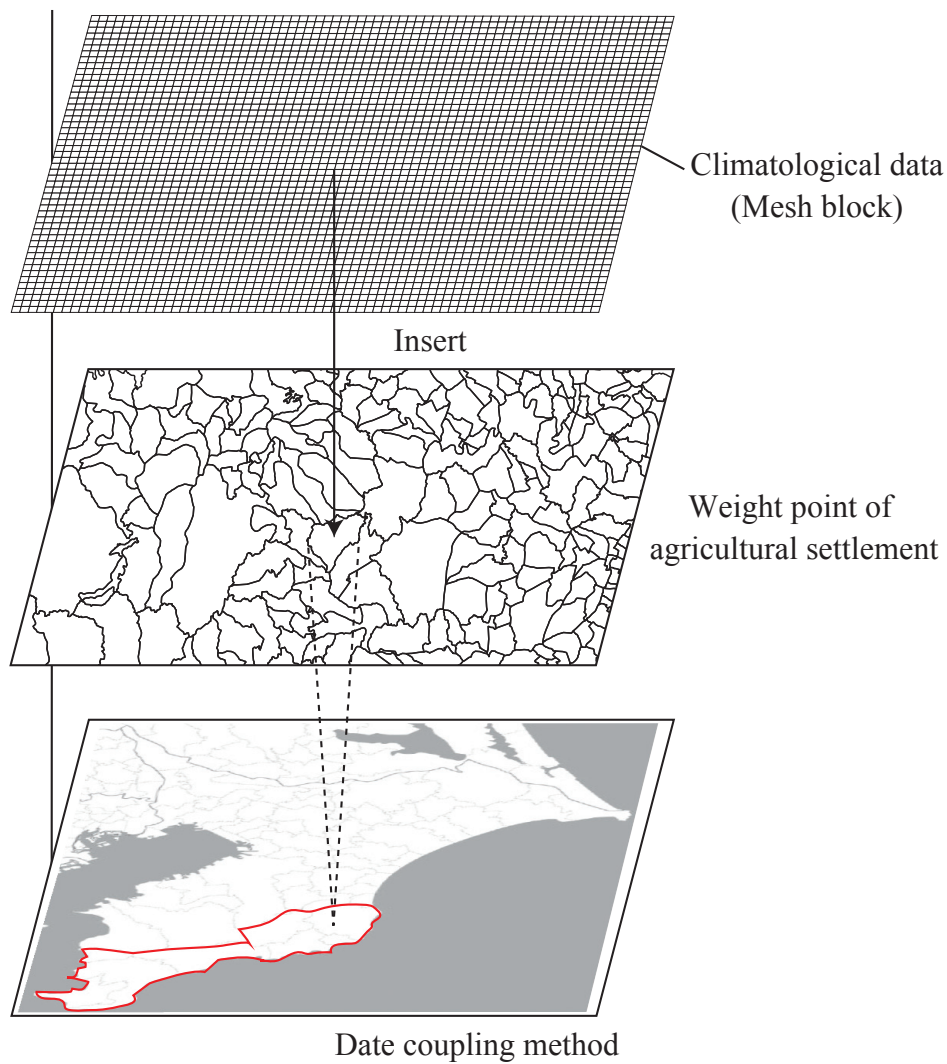 Climatological data
(Mesh block)
Insert
Weight point of
agricultural settlement
Date coupling method